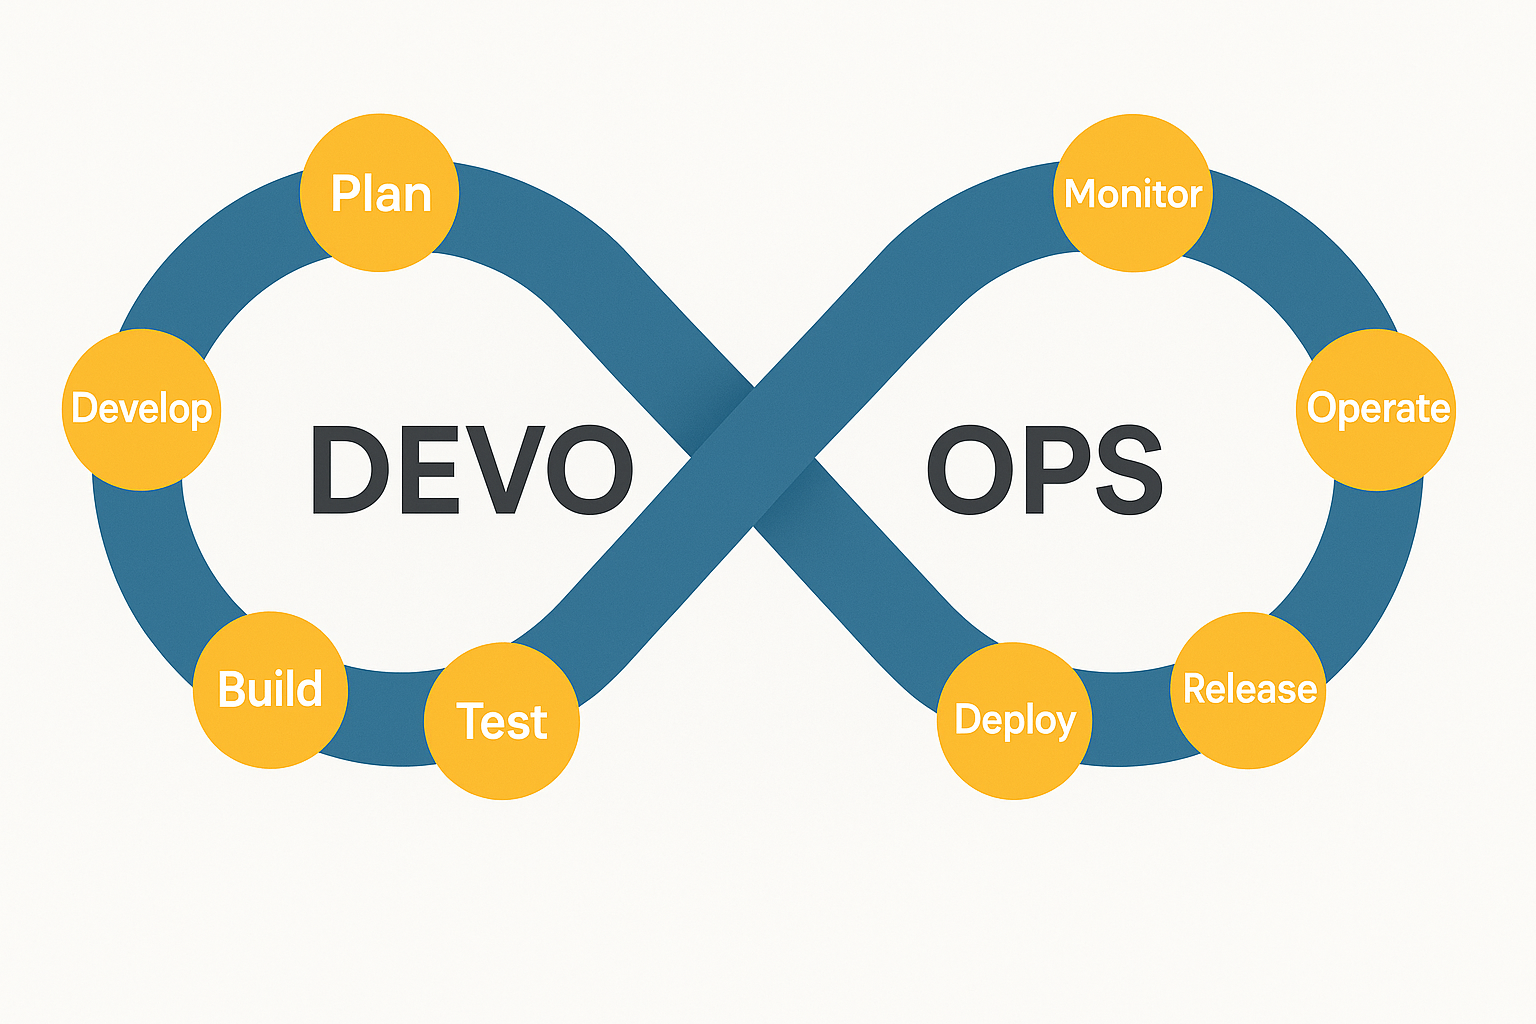 Plan
Monitor
Develop
Operate
DEVO
OPS
Build
Release
Test
Deploy